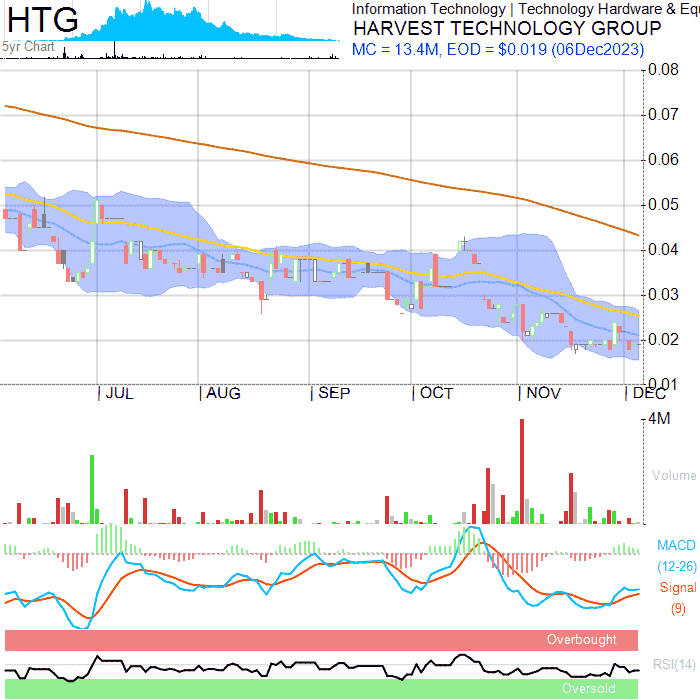 HTG
5yr Chart
Information Technology | Technology Hardware & Equ
HARVEST TECHNOLOGY GROUP
MC = 13.4M, EOD = $0.019 (06Dec2023)
0.08
0.07
0.06
0.05
0.04
0.03
0.02
0.01
JUL AUG SEP OCT NOV DEC
4M
Volume
MACD
(12-26)
Signal
(9)
Overbought
RSI(14)
Oversold